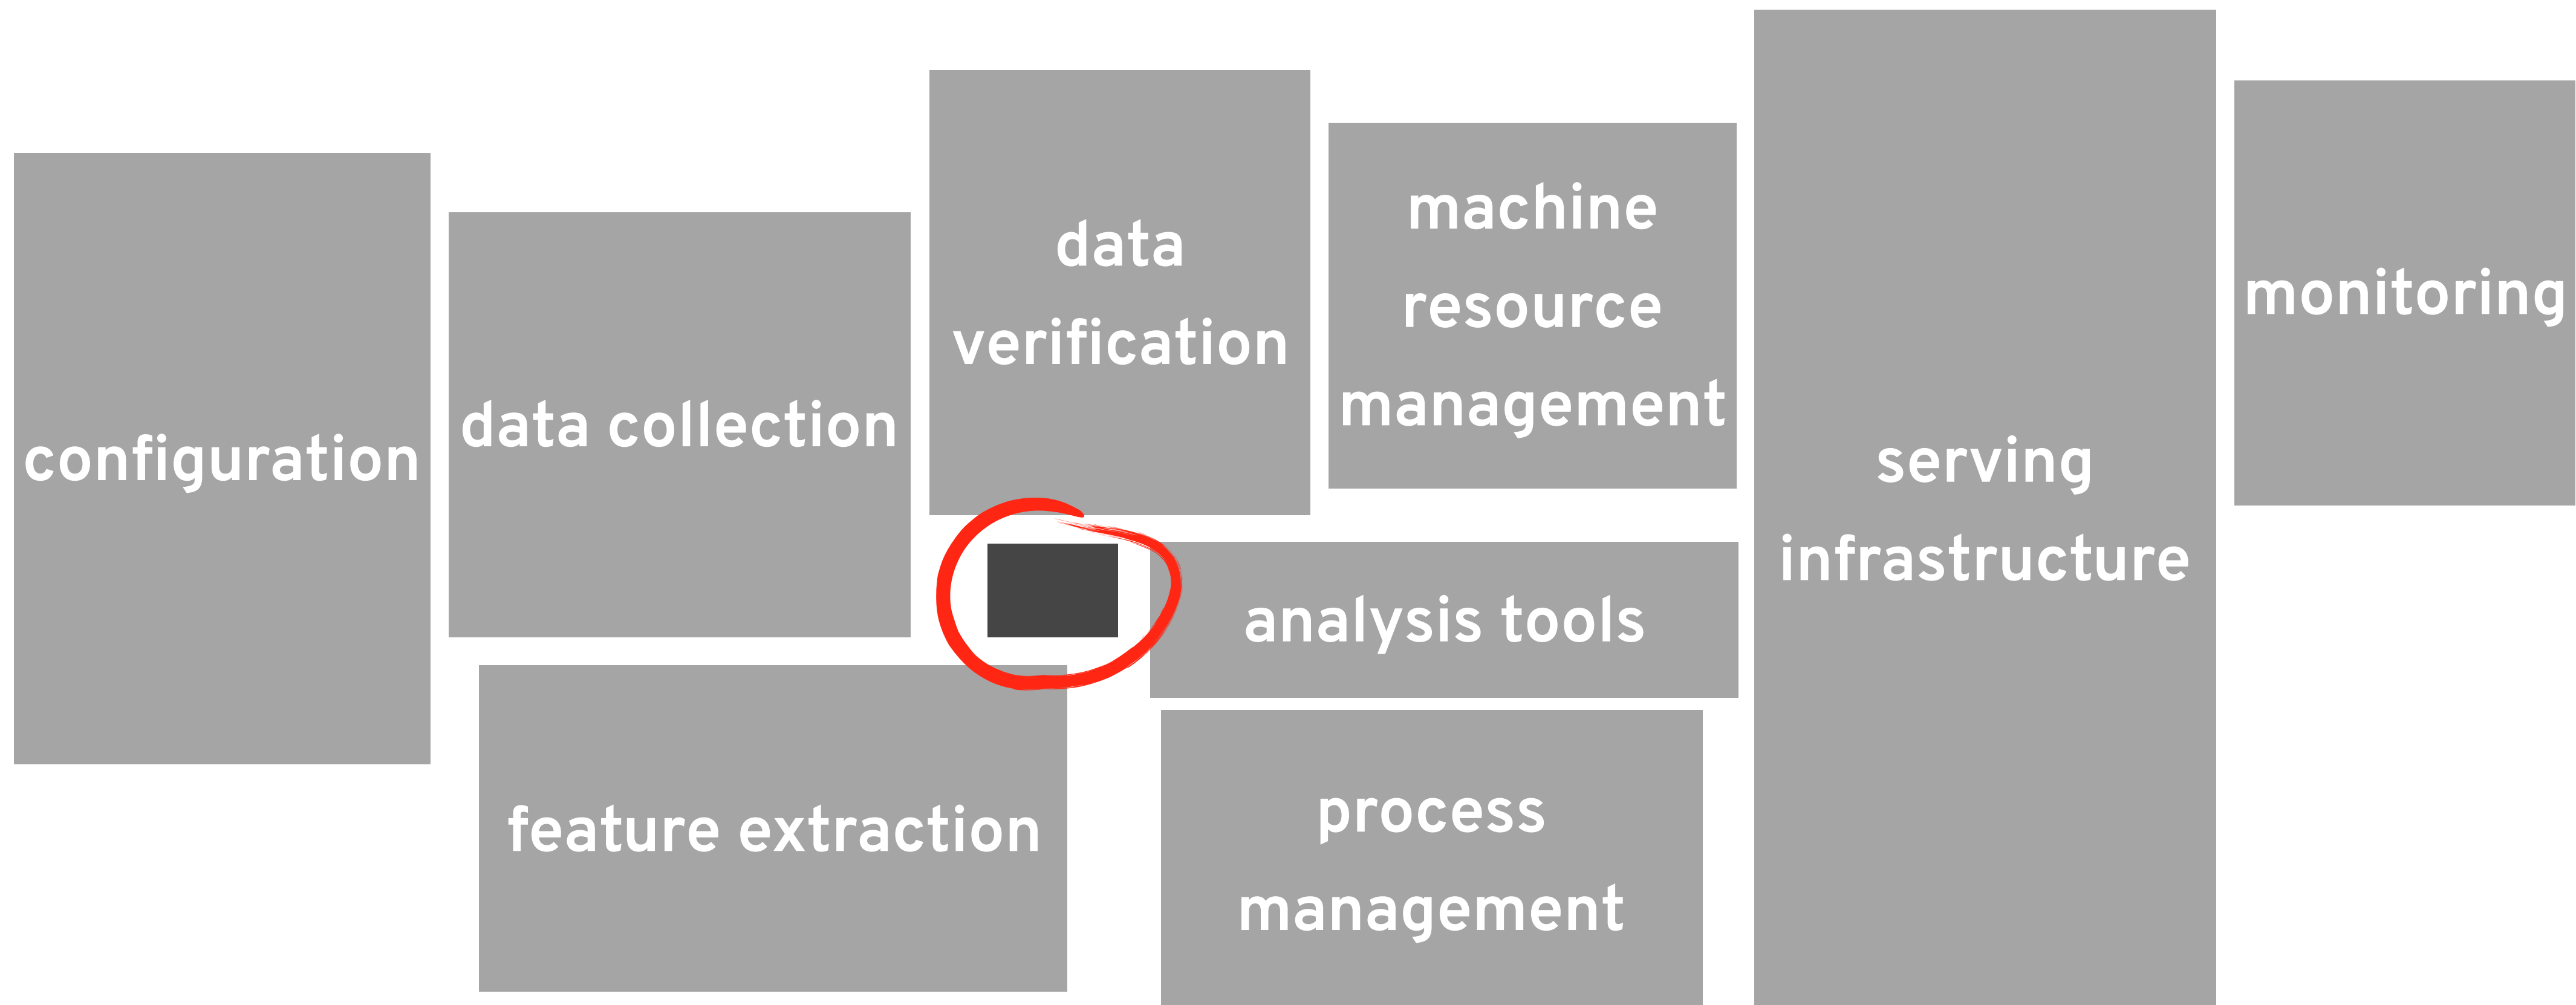 configuration
data collection
data
verification
machine
resource
management
serving
infrastructure
monitoring
analysis tools
feature extraction
process
management